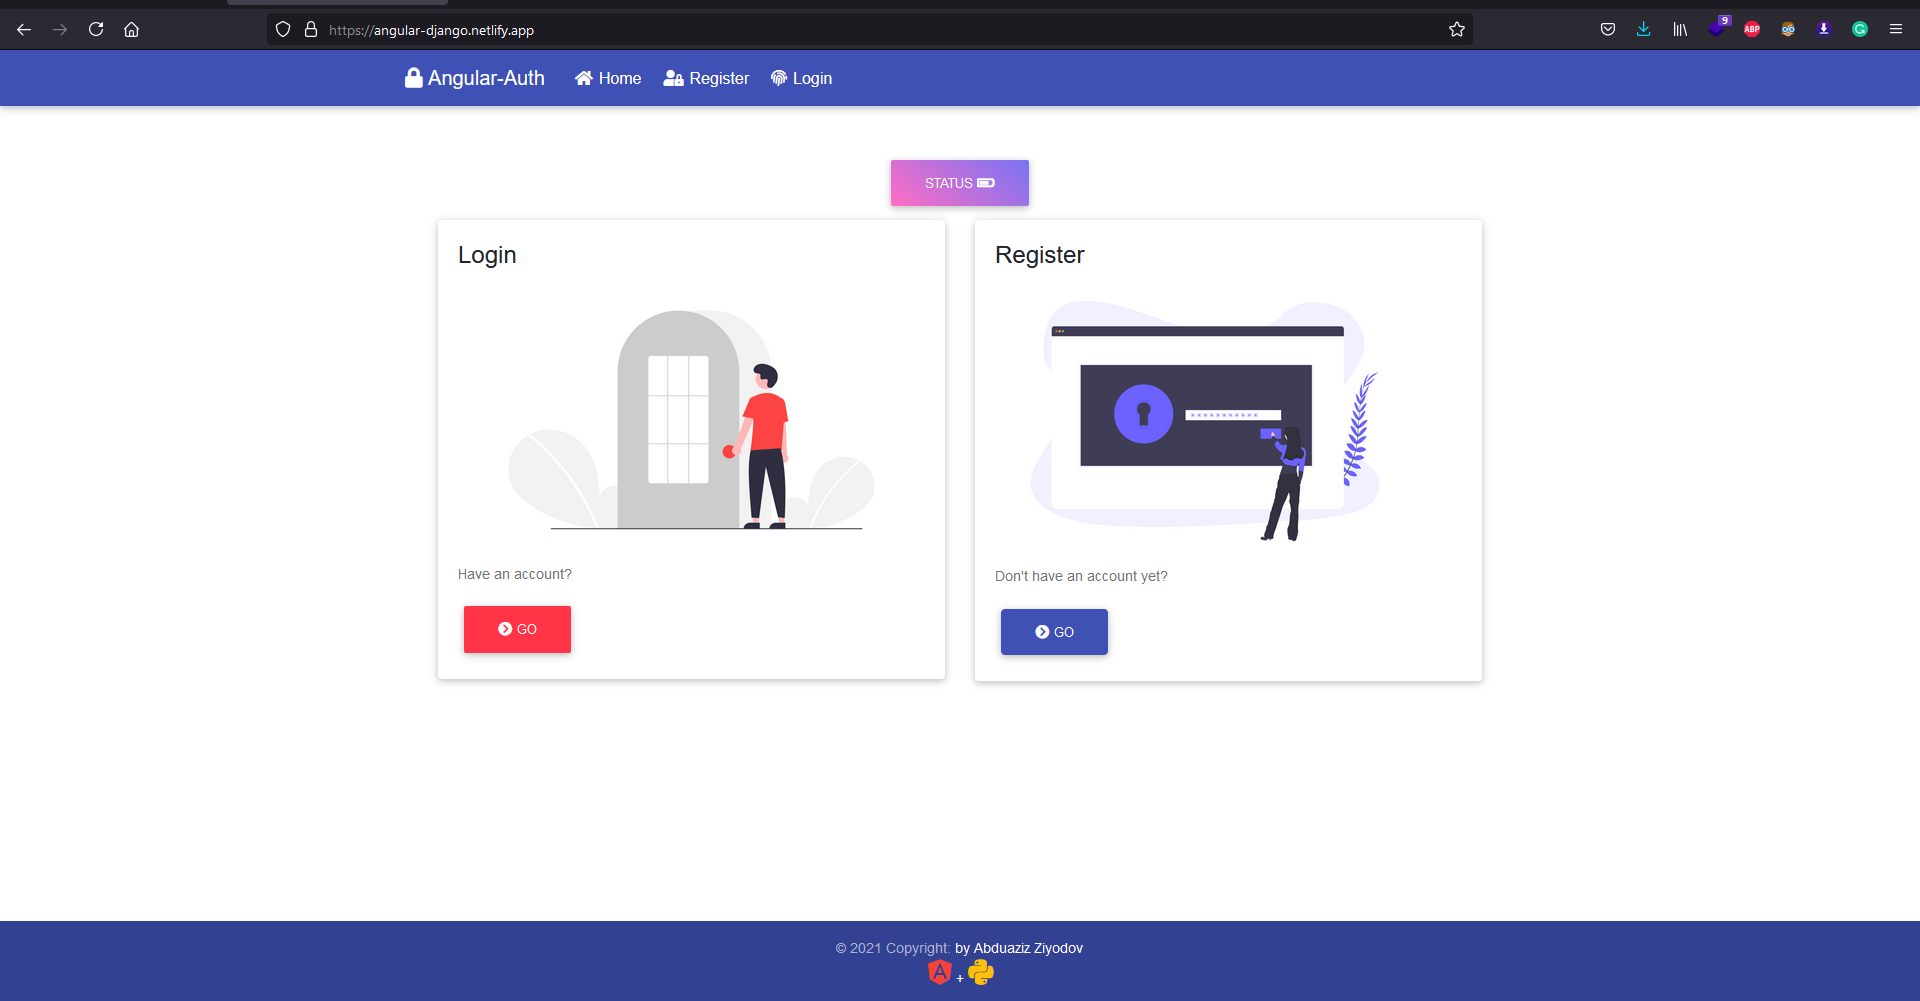 https://angular-django.netlify.app
9
ABP
Angular-Auth
Home
Register
Login
STATUS
Login
Register
Have an account?
Don't have an account yet?
GO
GO
© 2021 Copyright: by Abduaziz Ziyodov
+